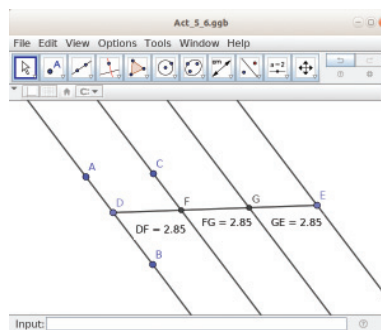 Act_5_6.ggb
File Edit View Options Tools Window Help
A
a=2
C:
A
C
D
F
G
E
DF = 2.85
FG = 2.85
GE = 2.85
B
Input: